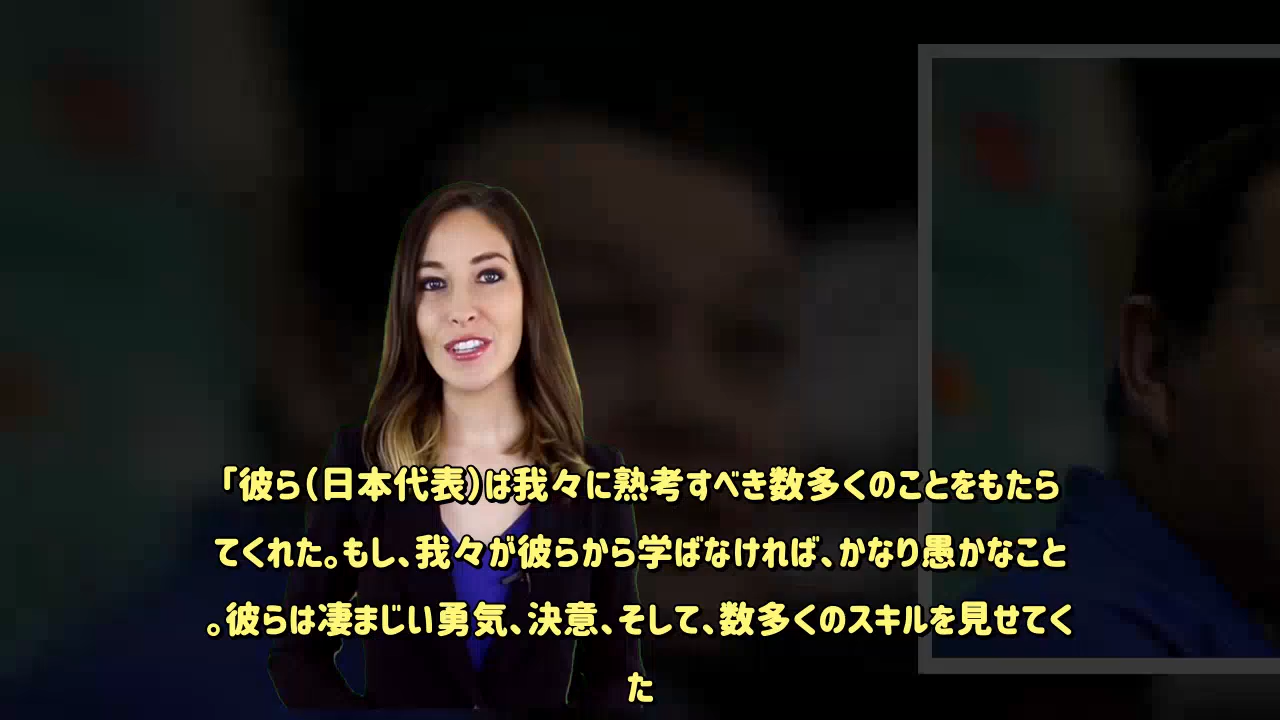 「彼ら(日本代表)は我々に熟考すべき数多くのことをもたら
てくれた。もし、我々が彼らから学ばなければ、かなり愚かなこと
。彼らは凄まじい勇気、決意、そして、数多くのスキルを見せてく
た